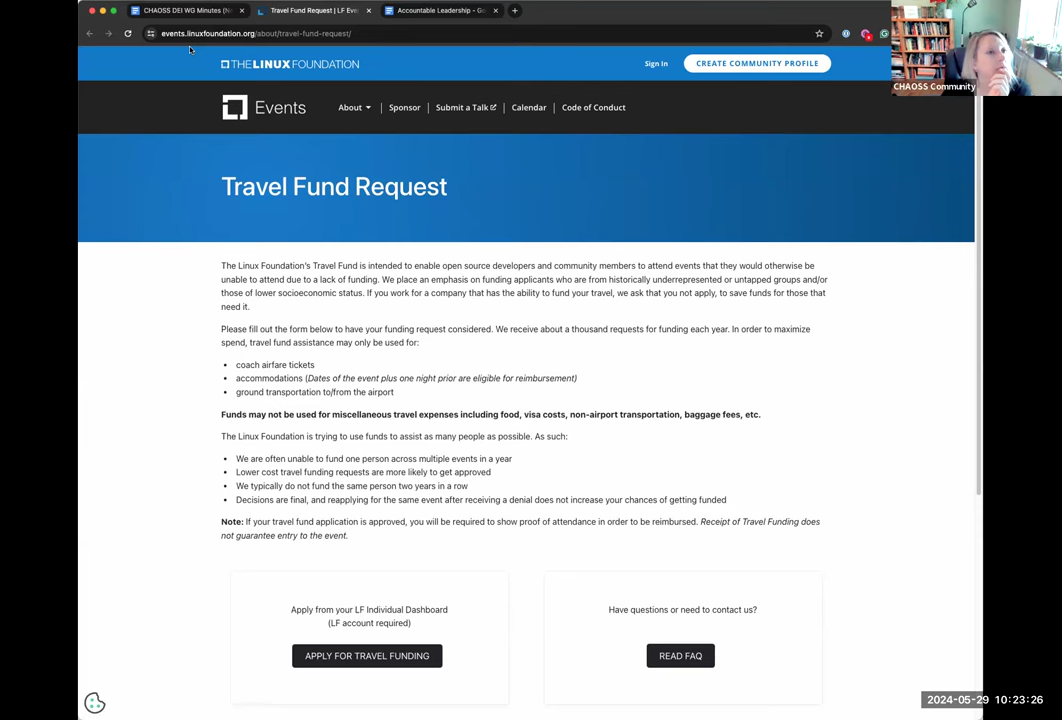 CHAOSS DEI WG Minutes (N
Travel Fund Request | LF Eve
Accountable Leadership - Go
events.linuxfoundation.org/about/travel-fund-request/
THE LINUX FOUNDATION
Sign In
CREATE COMMUNITY PROFILE
CHAOSS Community
Events
About
Sponsor
Submit a Talk
Calendar
Code of Conduct
Travel Fund Request
The Linux Foundation's Travel Fund is intended to enable open source developers and community members to attend events that they would otherwise be
unable to attend due to a lack of funding. We place an emphasis on funding applicants who are from historically underrepresented or untapped groups and/or
those of lower socioeconomic status. If you work for a company that has the ability to fund your travel, we ask that you not apply, to save funds for those that
need it.
Please fill out the form below to have your funding request considered. We receive about a thousand requests for funding each year. In order to maximize
spend, travel fund assistance may only be used for:
• coach airfare tickets
• accommodations (Dates of the event plus one night prior are eligible for reimbursement)
• ground transportation to/from the airport
Funds may not be used for miscellaneous travel expenses including food, visa costs, non-airport transportation, baggage fees, etc.
The Linux Foundation is trying to use funds to assist as many people as possible. As such:
• We are often unable to fund one person across multiple events in a year
• Lower cost travel funding requests are more likely to get approved
• We typically do not fund the same person two years in a row
• Decisions are final, and reapplying for the same event after receiving a denial does not increase your chances of getting funded
Note: If your travel fund application is approved, you will be required to show proof of attendance in order to be reimbursed. Receipt of Travel Funding does
not guarantee entry to the event.
Apply from your LF Individual Dashboard
(LF account required)
APPLY FOR TRAVEL FUNDING
Have questions or need to contact us?
READ FAQ
2024-05-29 10:23:26